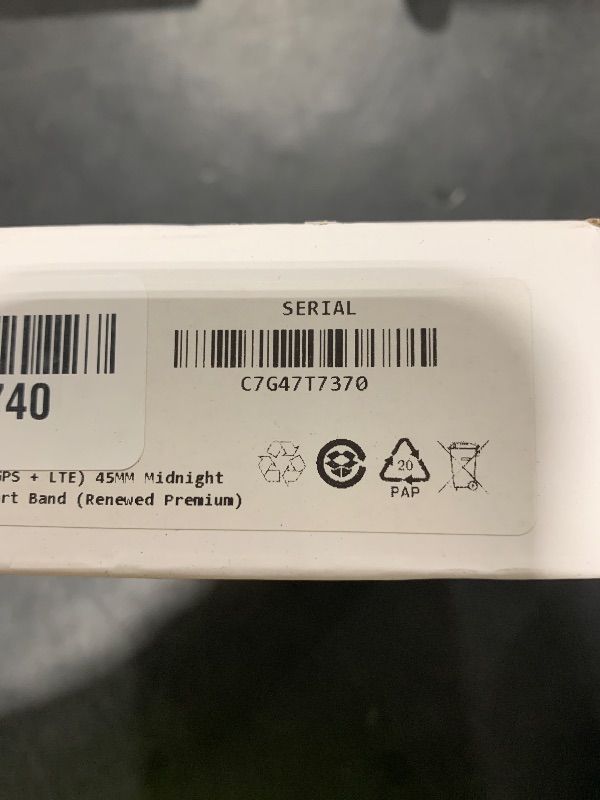 SERIAL
C7G47T7370
740
GPS + LTE) 45MM Midnight
rt Band (Renewed Premium)
20
PAP